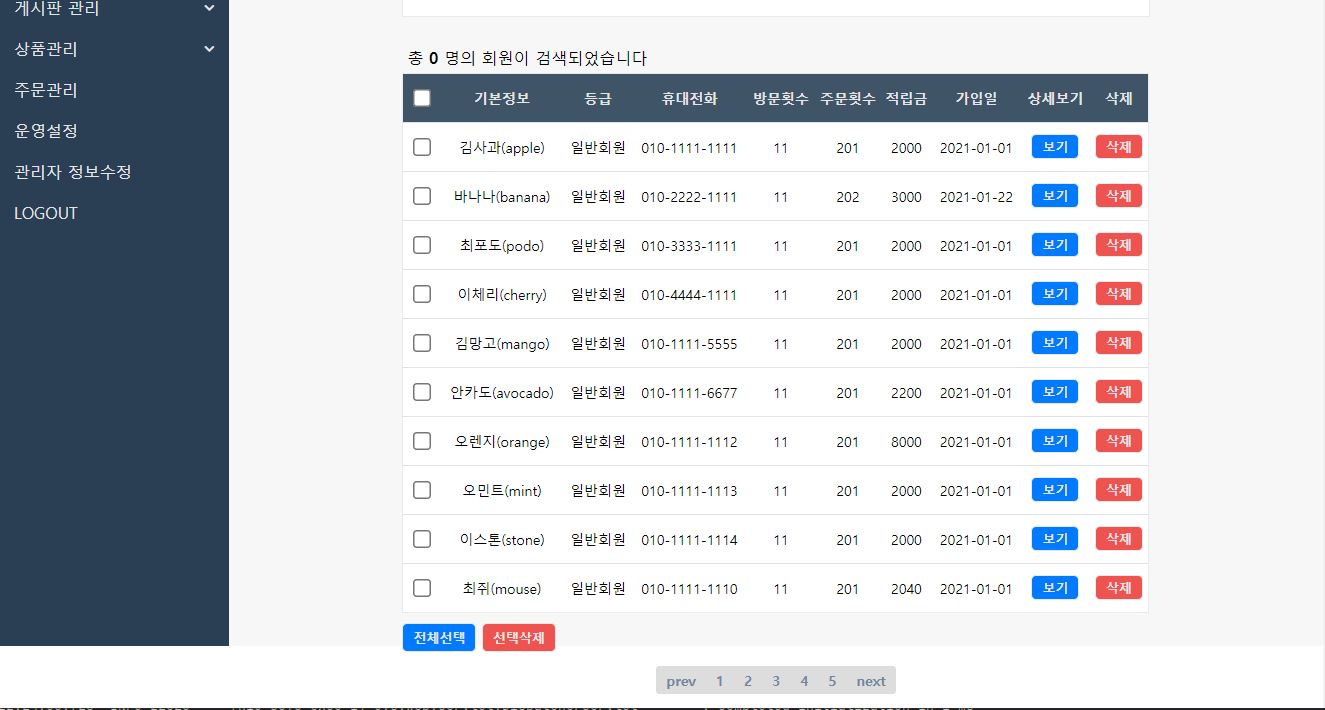 게시판 관리
상품관리
주문관리
운영설정
관리자 정보수정
LOGOUT
총 0 명의 회원이 검색되었습니다
기본정보 등급 휴대전화 방문횟수 주문횟수 적립금 가입일 상세보기 삭제
김사과(apple) 일반회원 010-1111-1111 11 201 2000 2021-01-01 보기 삭제
바나나(banana) 일반회원 010-2222-1111 11 202 3000 2021-01-22 보기 삭제
최포도(podo) 일반회원 010-3333-1111 11 201 2000 2021-01-01 보기 삭제
이체리(cherry) 일반회원 010-4444-1111 11 201 2000 2021-01-01 보기 삭제
김망고(mango) 일반회원 010-1111-5555 11 201 2000 2021-01-01 보기 삭제
안카도(avocado) 일반회원 010-1111-6677 11 201 2200 2021-01-01 보기 삭제
오렌지(orange) 일반회원 010-1111-1112 11 201 8000 2021-01-01 보기 삭제
오민트(mint) 일반회원 010-1111-1113 11 201 2000 2021-01-01 보기 삭제
이스톤(stone) 일반회원 010-1111-1114 11 201 2000 2021-01-01 보기 삭제
최쥐(mouse) 일반회원 010-1111-1110 11 201 2040 2021-01-01 보기 삭제
전체선택 선택삭제
prev 1 2 3 4 5 next